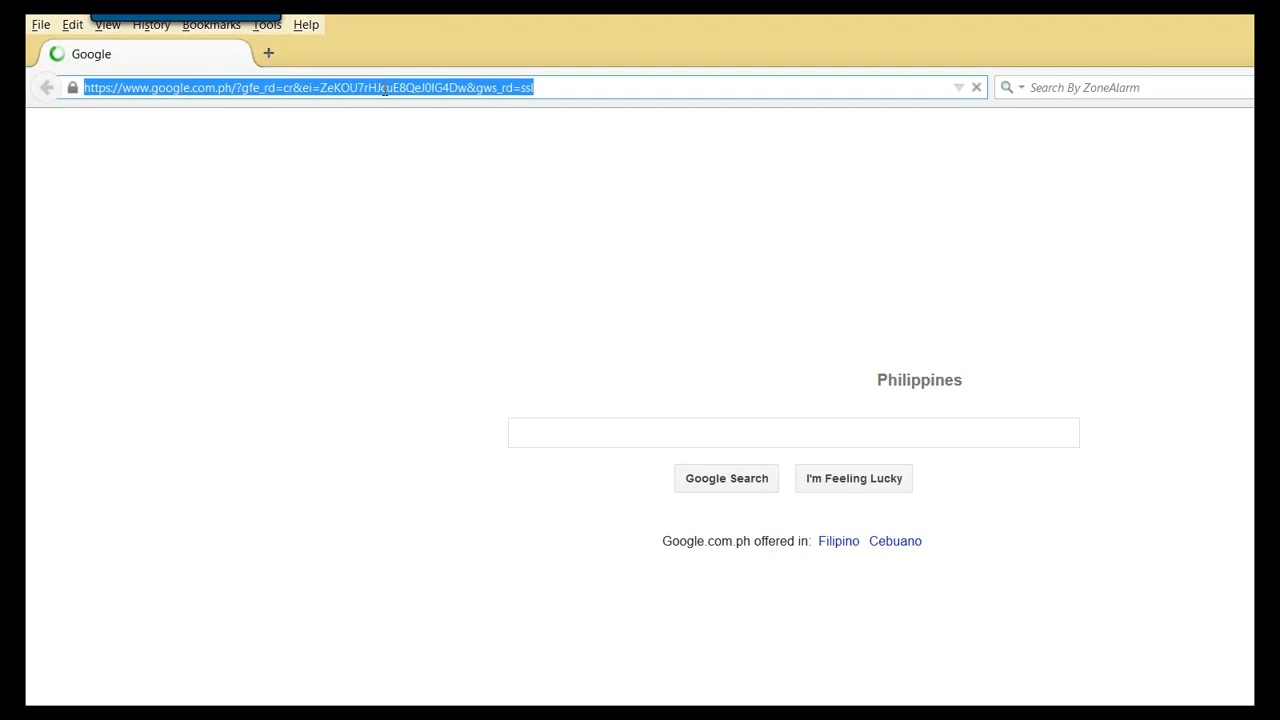 File Edit View History Bookmarks Tools Help
Google +
https://www.google.com.ph/?gfe_rd=cr&ei=ZeKOU7rHJcuE8QeJ0IG4Dw&gws_rd=ssl Search By ZoneAlarm
Philippines
Google Search I'm Feeling Lucky
Google.com.ph offered in: Filipino Cebuano